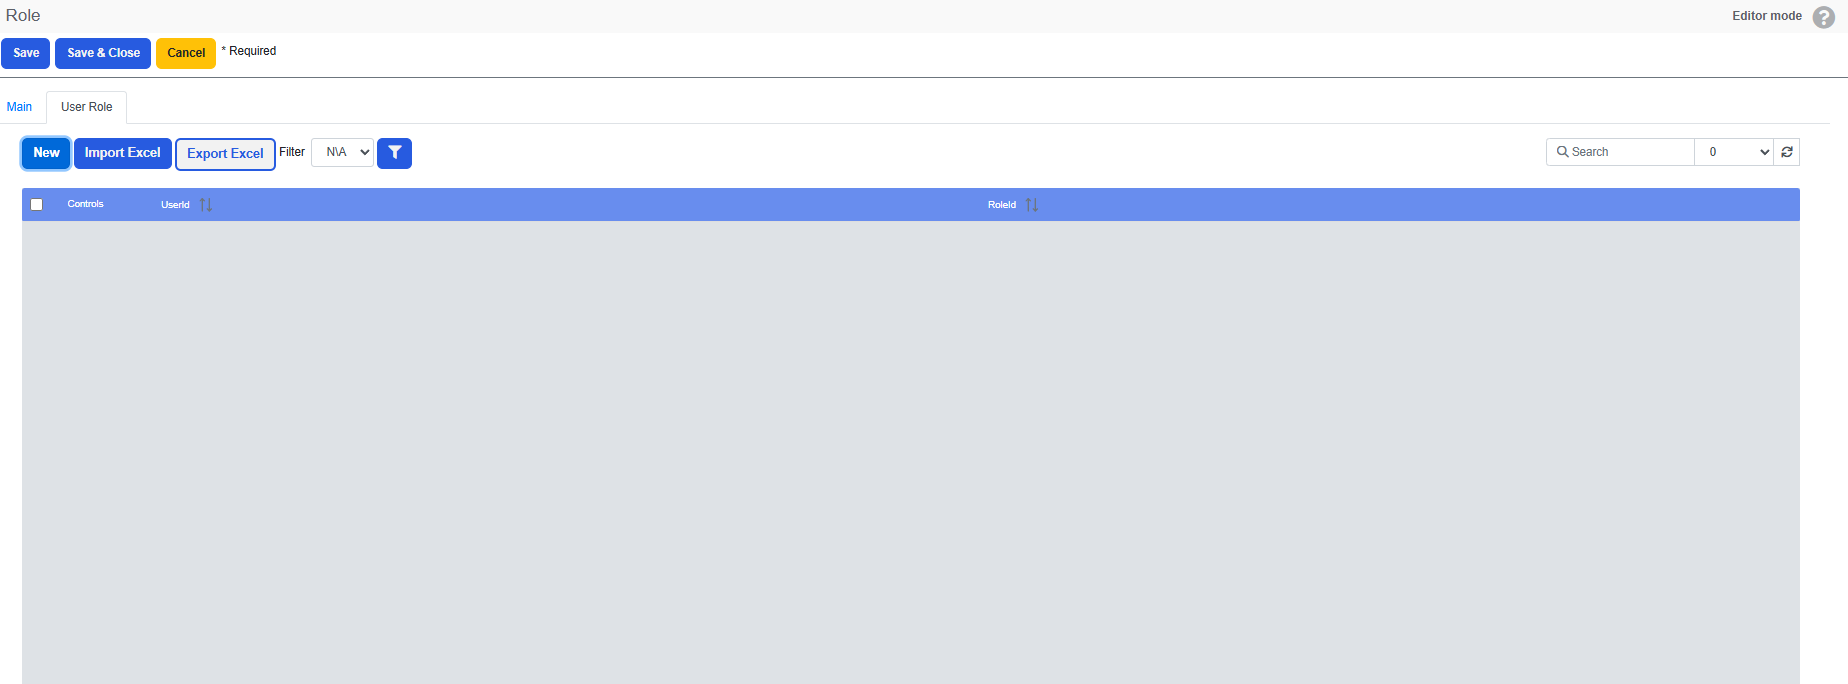 Role
Editor mode ?
Save Save & Close Cancel * Required
Main User Role
New Import Excel Export Excel Filter N\A Search 0
Controls UserId RoleId